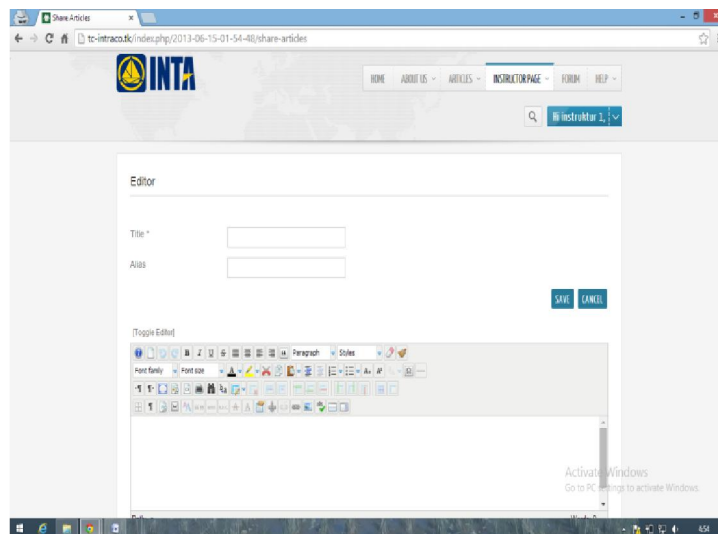 Share Articles
tc-intraco.tk/index.php/2013-06-15-01-54-48/share-articles
INTA
HOME ABOUT US ARTICLES INSTRUCTOR PAGE FORUM HELP
Hi instruktur 1,
Editor
Title *
Alias
SAVE CANCEL
[Toggle Editor]
B I U Paragraph Styles
Font family Font size
Activate Windows
Go to PC settings to activate Windows.
4:54